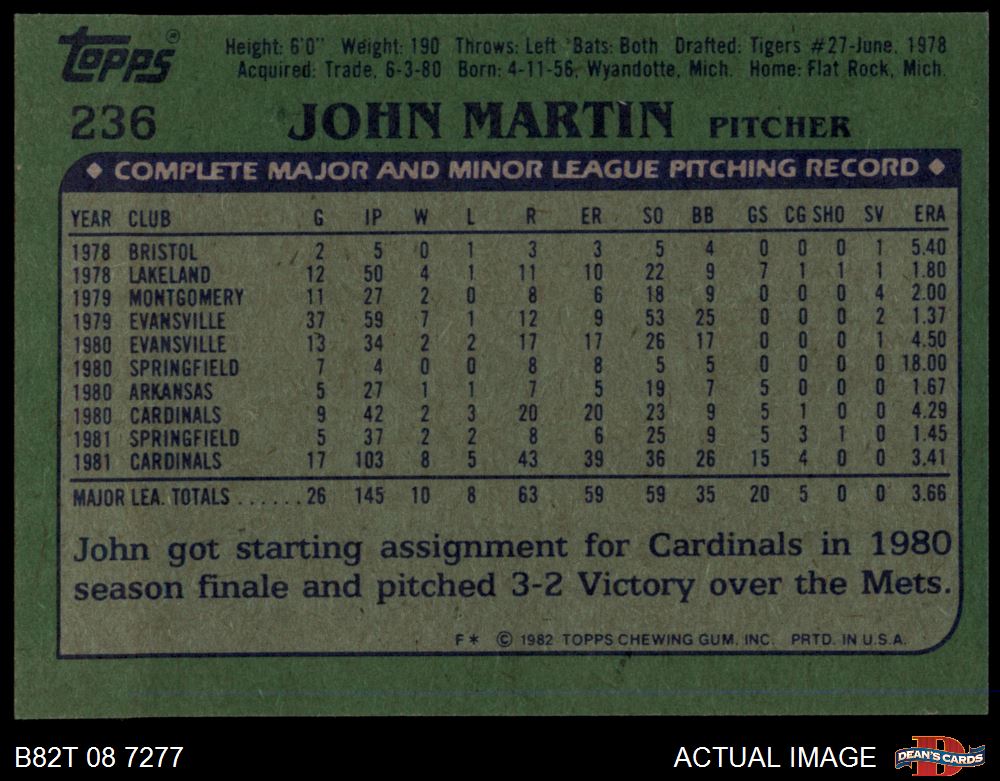 Topps®
Height: 6'0" Weight: 190 Throws: Left Bats: Both Drafted: Tigers #27-June, 1978
Acquired: Trade, 6-3-80 Born: 4-11-56, Wyandotte, Mich. Home: Flat Rock, Mich.
236 JOHN MARTIN PITCHER
◆ COMPLETE MAJOR AND MINOR LEAGUE PITCHING RECORD ◆
YEAR CLUB G IP W L R ER SO BB GS CG SHO SV ERA
1978 BRISTOL 2 5 0 1 3 3 5 4 0 0 0 1 5.40
1978 LAKELAND 12 50 4 1 11 10 22 9 7 1 1 1 1.80
1979 MONTGOMERY 11 27 2 0 8 6 18 9 0 0 0 4 2.00
1979 EVANSVILLE 37 59 7 1 12 9 53 25 0 0 0 2 1.37
1980 EVANSVILLE 13 34 2 2 17 17 26 17 0 0 0 1 4.50
1980 SPRINGFIELD 7 4 0 0 8 8 5 5 0 0 0 0 18.00
1980 ARKANSAS 5 27 1 1 7 5 19 7 5 0 0 0 1.67
1980 CARDINALS 9 42 2 3 20 20 23 9 5 1 0 0 4.29
1981 SPRINGFIELD 5 37 2 2 8 6 25 9 5 3 1 0 1.45
1981 CARDINALS 17 103 8 5 43 39 36 26 15 4 0 0 3.41
MAJOR LEA. TOTALS ...... 26 145 10 8 63 59 59 35 20 5 0 0 3.66
John got starting assignment for Cardinals in 1980
season finale and pitched 3-2 Victory over the Mets.
F* © 1982 TOPPS CHEWING GUM, INC. PRTD. IN U.S.A.
B82T 08 7277 ACTUAL IMAGE D DEAN'S CARDS